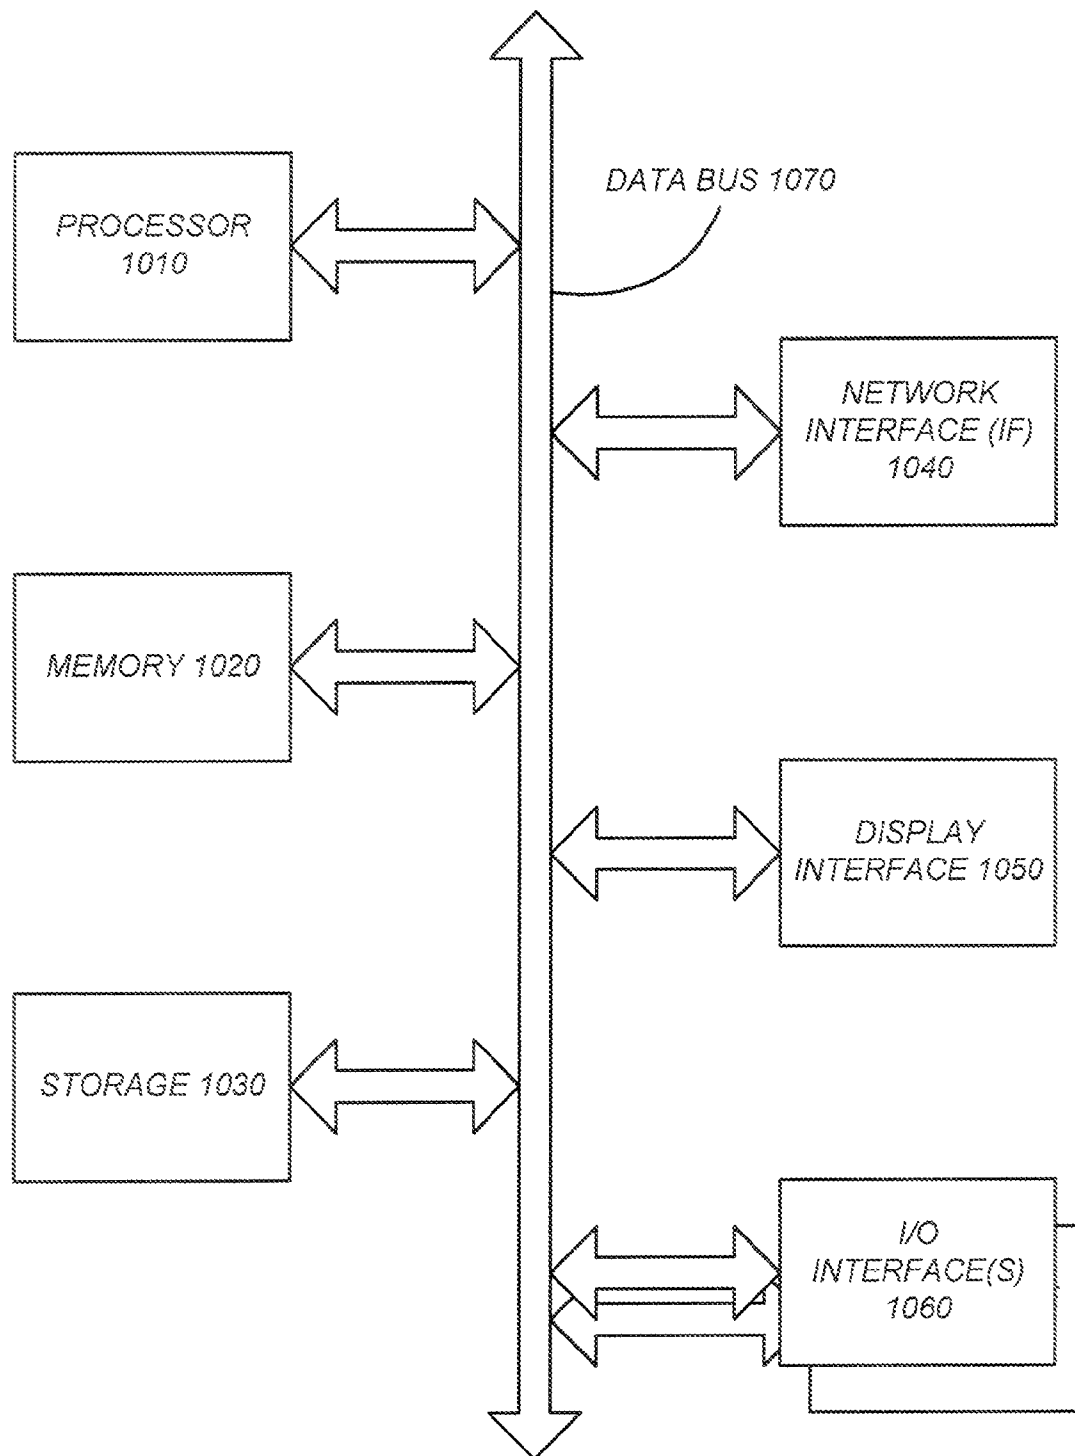 DATA BUS 1070
PROCESSOR
1010
NETWORK
INTERFACE (IF)
1040
MEMORY 1020
DISPLAY
INTERFACE 1050
STORAGE 1030
I/O
INTERFACE(S)
1060